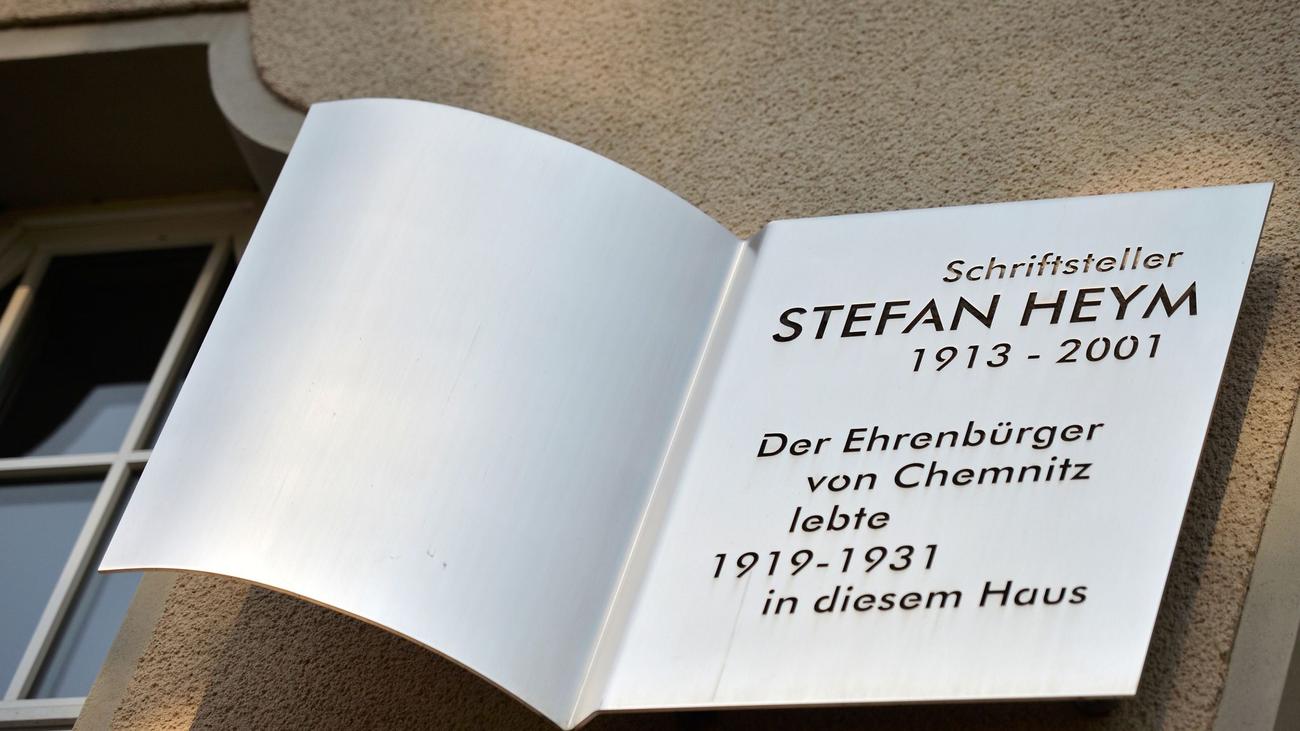 Schriftsteller
STEFAN HEYM
1913 - 2001
Der Ehrenbürger
von Chemnitz
lebte
1919-1931
in diesem Haus